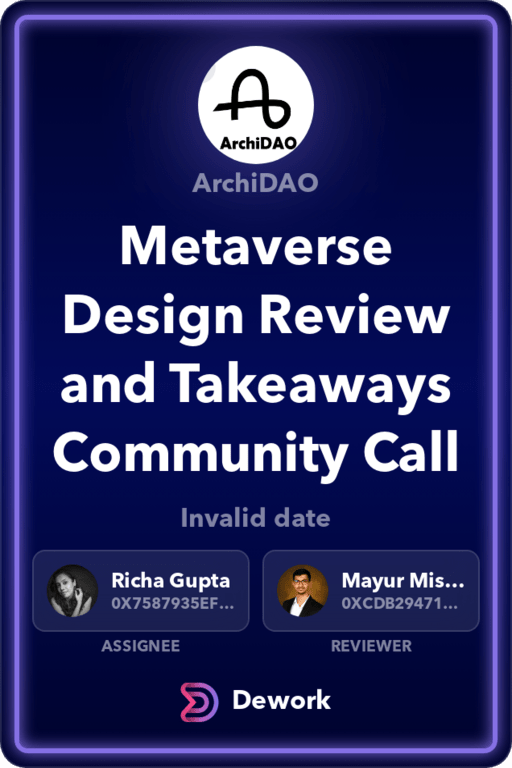 ArchiDAO
ArchiDAO
Metaverse
Design Review
and Takeaways
Community Call
Invalid date
Richa Gupta
0X7587935EF...
ASSIGNEE
Mayur Mis...
0XCDB29471...
REVIEWER
Dework